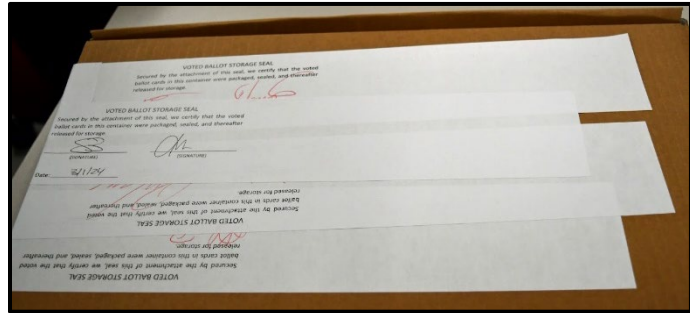 VOTED BALLOT STORAGE SEAL
Secured by the attachment of this seal, we certify that the voted
ballot cards in this container were packaged, sealed, and thereafter
released for storage.
VOTED BALLOT STORAGE SEAL
Secured by the attachment of this seal, we certify that the voted
ballot cards in this container were packaged, sealed, and thereafter
released for storage.
(SIGNATURE) (SIGNATURE)
Date:
VOTED BALLOT STORAGE SEAL
Secured by the attachment of this seal, we certify that the voted
ballot cards in this container were packaged, sealed, and thereafter
released for storage.
VOTED BALLOT STORAGE SEAL
Secured by the attachment of this seal, we certify that the voted
ballot cards in this container were packaged, sealed, and thereafter
released for storage.